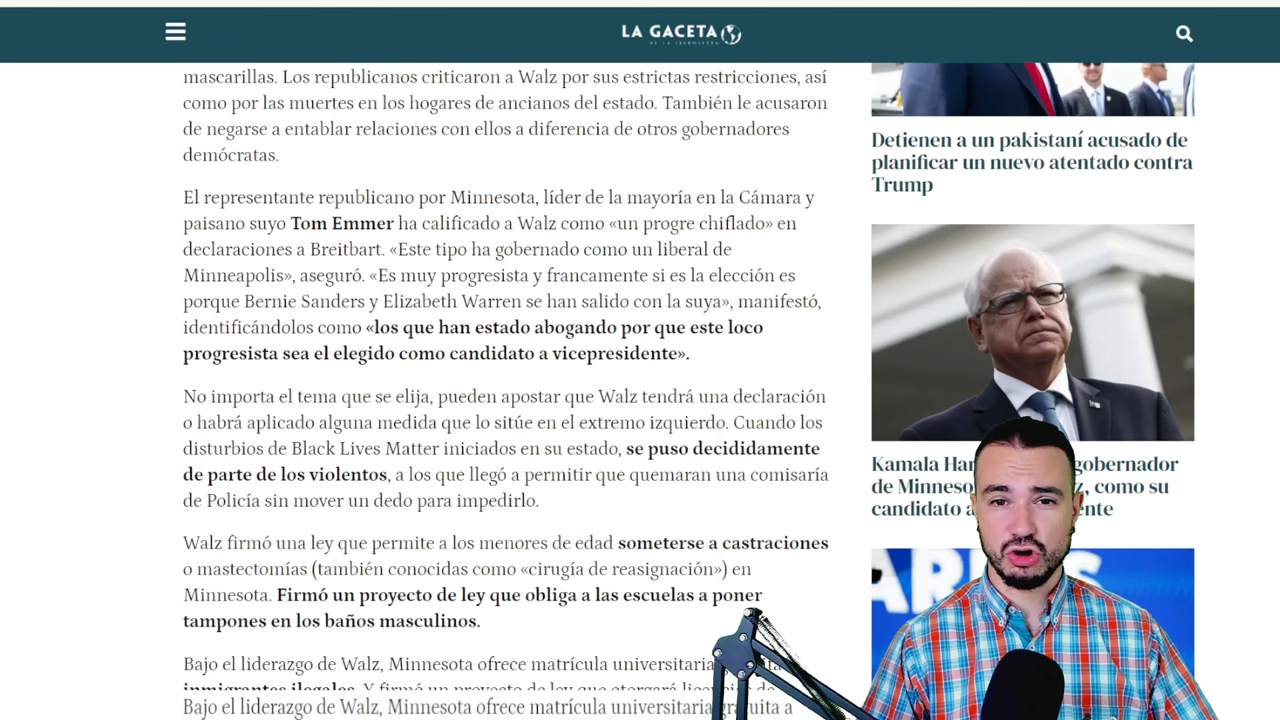 LA GACETA
DE LA IBEROSFERA
mascarillas. Los republicanos criticaron a Walz por sus estrictas restricciones, así
como por las muertes en los hogares de ancianos del estado. También le acusaron
de negarse a entablar relaciones con ellos a diferencia de otros gobernadores
demócratas.
El representante republicano por Minnesota, líder de la mayoría en la Cámara y
paisano suyo Tom Emmer ha calificado a Walz como «un progre chiflado» en
declaraciones a Breitbart. «Este tipo ha gobernado como un liberal de
Minneapolis», aseguró. «Es muy progresista y francamente si es la elección es
porque Bernie Sanders y Elizabeth Warren se han salido con la suya», manifestó,
identificándolos como «los que han estado abogando por que este loco
progresista sea el elegido como candidato a vicepresidente».
No importa el tema que se elija, pueden apostar que Walz tendrá una declaración
o habrá aplicado alguna medida que lo sitúe en el extremo izquierdo. Cuando los
disturbios de Black Lives Matter iniciados en su estado, se puso decididamente
de parte de los violentos, a los que llegó a permitir que quemaran una comisaría
de Policía sin mover un dedo para impedirlo.
Walz firmó una ley que permite a los menores de edad someterse a castraciones
o mastectomías (también conocidas como «cirugía de reasignación») en
Minnesota. Firmó un proyecto de ley que obliga a las escuelas a poner
tampones en los baños masculinos.
Bajo el liderazgo de Walz, Minnesota ofrece matrícula universitaria
Bajo el liderazgo de Walz, Minnesota ofrece matrícula universitaria gratuita a
Detienen a un pakistaní acusado de
planificar un nuevo atentado contra
Trump
Kamala Har gobernador
de Minneso z, como su
candidato a ente